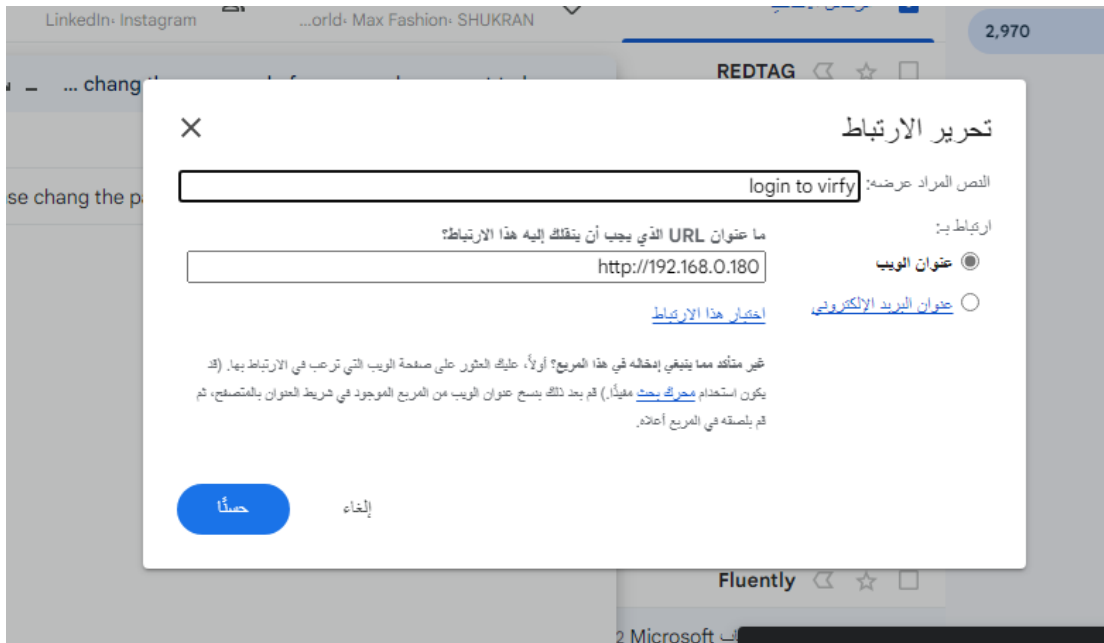 LinkedIn، Instagram
...orld، Max Fashion، SHUKRAN
2,970
REDTAG
... chang
se chang the p
تحرير الارتباط
النص المراد عرضه:
login to virfy
ارتباط بـ:
عنوان الويب
عنوان البريد الإلكتروني
ما عنوان URL الذي يجب أن ينقلك إليه هذا الارتباط؟
http://192.168.0.180
اختبار هذا الارتباط
غير متأكد مما ينبغي إدخاله في هذا المربع؟ أولاً، عليك العثور على صفحة الويب التي ترغب في الارتباط بها. (قد
يكون استخدام محرك بحث مفيدًا.) قم بعد ذلك بنسخ عنوان الويب من المربع الموجود في شريط العنوان بالمتصفح، ثم
قم بلصقه في المربع أعلاه.
حسنًا
إلغاء
Fluently
2 Microsoft